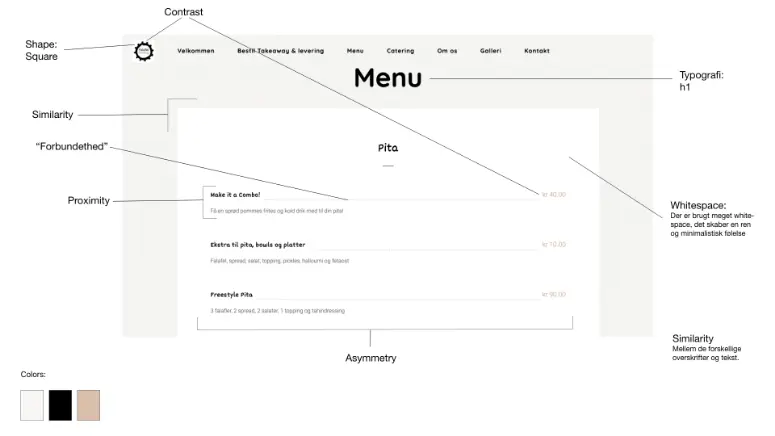 Contrast
Shape:
Square
Velkommen Bestil Takeaway & levering Menu Catering Om os Galleri Kontakt
Menu
Typografi:
h1
Similarity
Pita
"Forbundethed"
Make it a Combo! kr 40,00
Få en sprød pommes frites og kold drik med til din pita!
Proximity
Whitespace:
Der er brugt meget white-
space, det skaber en ren
og minimalistisk følelse
Ekstra til pita, bowls og platter kr 10,00
Falafel, spread, salat, topping, pickles, halloumi og fetaost
Freestyle Pita kr 90,00
3 falafler, 2 spread, 2 salater, 1 topping og tahindressing
Similarity
Mellem de forskellige
overskrifter og tekst.
Asymmetry
Colors: